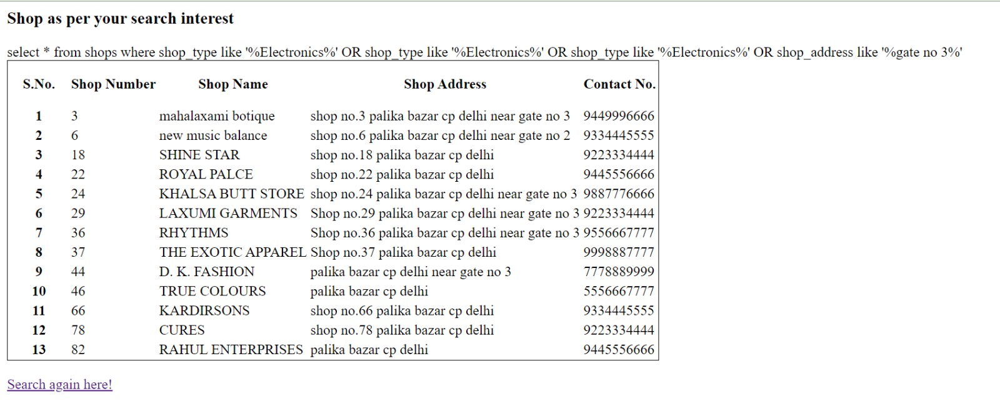 Shop as per your search interest
select * from shops where shop_type like '%Electronics%' OR shop_type like '%Electronics%' OR shop_type like '%Electronics%' OR shop_address like '%gate no 3%'
S.No. Shop Number Shop Name Shop Address Contact No.
1 3 mahalaxami botique shop no.3 palika bazar cp delhi near gate no 3 9449996666
2 6 new music balance shop no.6 palika bazar cp delhi near gate no 2 9334445555
3 18 SHINE STAR shop no.18 palika bazar cp delhi 9223334444
4 22 ROYAL PALCE shop no.22 palika bazar cp delhi 9445556666
5 24 KHALSA BUTT STORE shop no.24 palika bazar cp delhi near gate no 3 9887776666
6 29 LAXUMI GARMENTS Shop no.29 palika bazar cp delhi near gate no 3 9223334444
7 36 RHYTHMS Shop no.36 palika bazar cp delhi near gate no 3 9556667777
8 37 THE EXOTIC APPAREL Shop no.37 palika bazar cp delhi 9998887777
9 44 D. K. FASHION palika bazar cp delhi near gate no 3 7778889999
10 46 TRUE COLOURS palika bazar cp delhi 5556667777
11 66 KARDIRSONS shop no.66 palika bazar cp delhi 9334445555
12 78 CURES shop no.78 palika bazar cp delhi 9223334444
13 82 RAHUL ENTERPRISES palika bazar cp delhi 9445556666
Search again here!